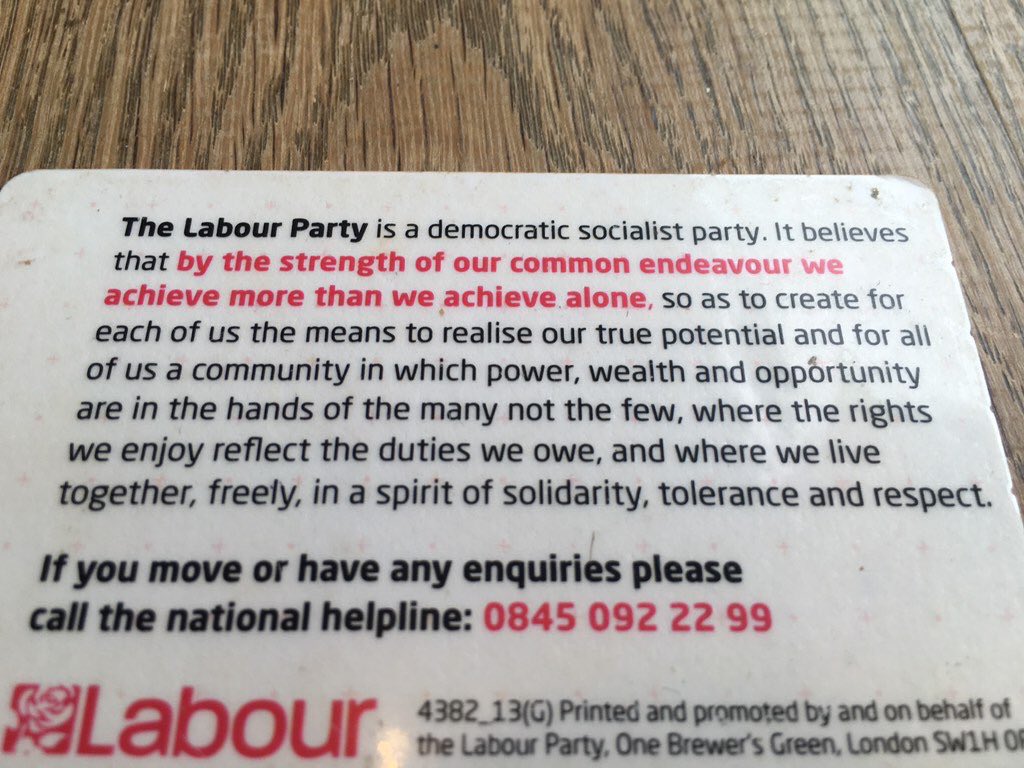 The Labour Party is a democratic socialist party. It believes
that by the strength of our common endeavour we
achieve more than we achieve alone, so as to create for
each of us the means to realise our true potential and for all
of us a community in which power, wealth and opportunity
are in the hands of the many not the few, where the rights
we enjoy reflect the duties we owe, and where we live
together, freely, in a spirit of solidarity, tolerance and respect.
If you move or have any enquiries please
call the national helpline: 0845 092 22 99
Labour
4382_13(G) Printed and promoted by and on behalf of
the Labour Party, One Brewer's Green, London SW1H